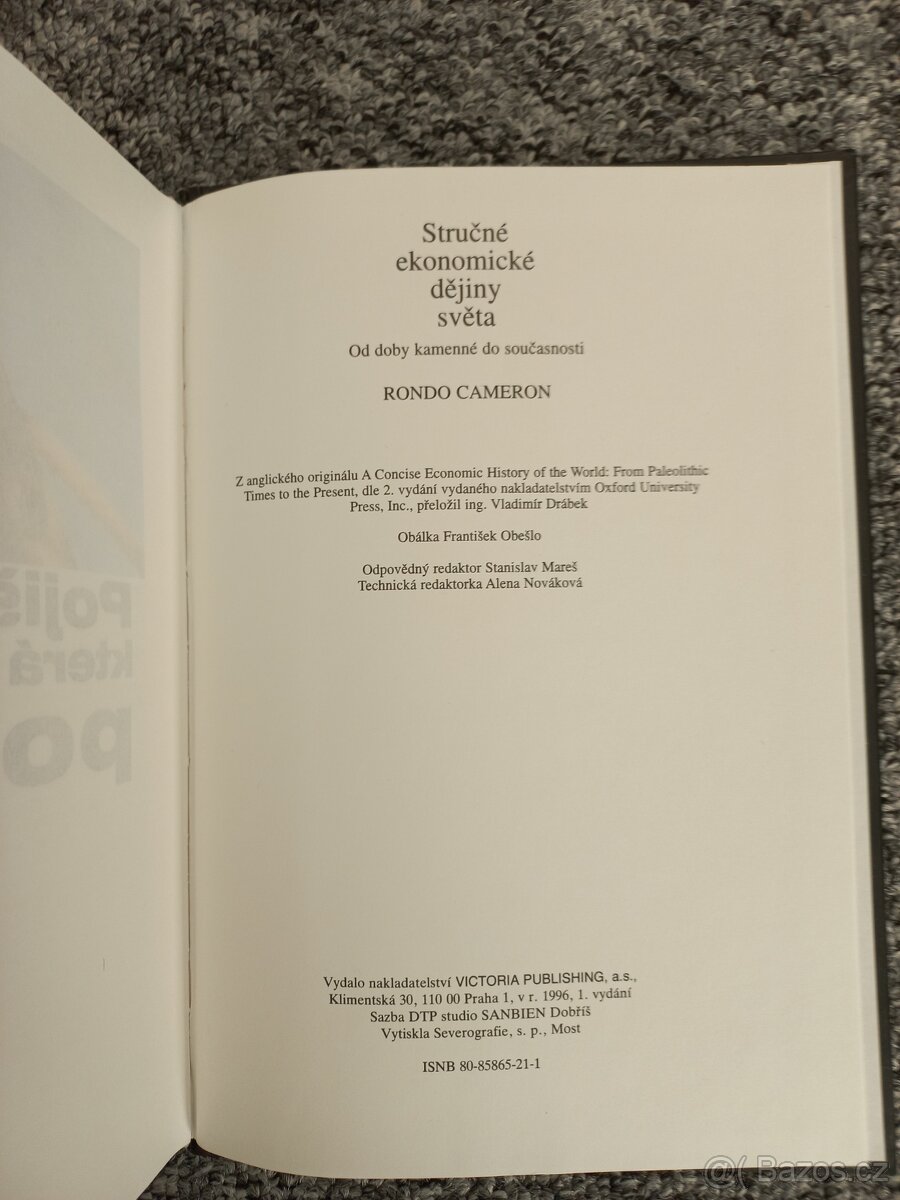 Stručné
ekonomické
dějiny
světa
Od doby kamenné do současnosti
RONDO CAMERON
Z anglického originálu A Concise Economic History of the World: From Paleolithic
Times to the Present, dle 2. vydání vydaného nakladatelstvím Oxford University
Press, Inc., přeložil ing. Vladimír Drábek
Obálka František Obešlo
Odpovědný redaktor Stanislav Mareš
Technická redaktorka Alena Nováková
Vydalo nakladatelství VICTORIA PUBLISHING, a.s.,
Klimentská 30, 110 00 Praha 1, v r. 1996, 1. vydání
Sazba DTP studio SANBIEN Dobříš
Vytiskla Severografie, s. p., Most
ISNB 80-85865-21-1
která
po
Bazos.cz